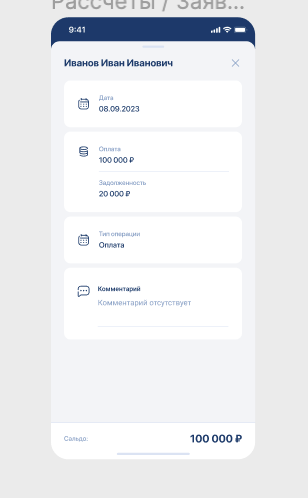 Рассчеты / Заяв...
9:41
Иванов Иван Иванович
Дата
08.09.2023
Оплата
100 000 ₽
Задолженность
20 000 ₽
Тип операции
Оплата
Комментарий
Комментарий отсутствует
Сальдо:
100 000 ₽